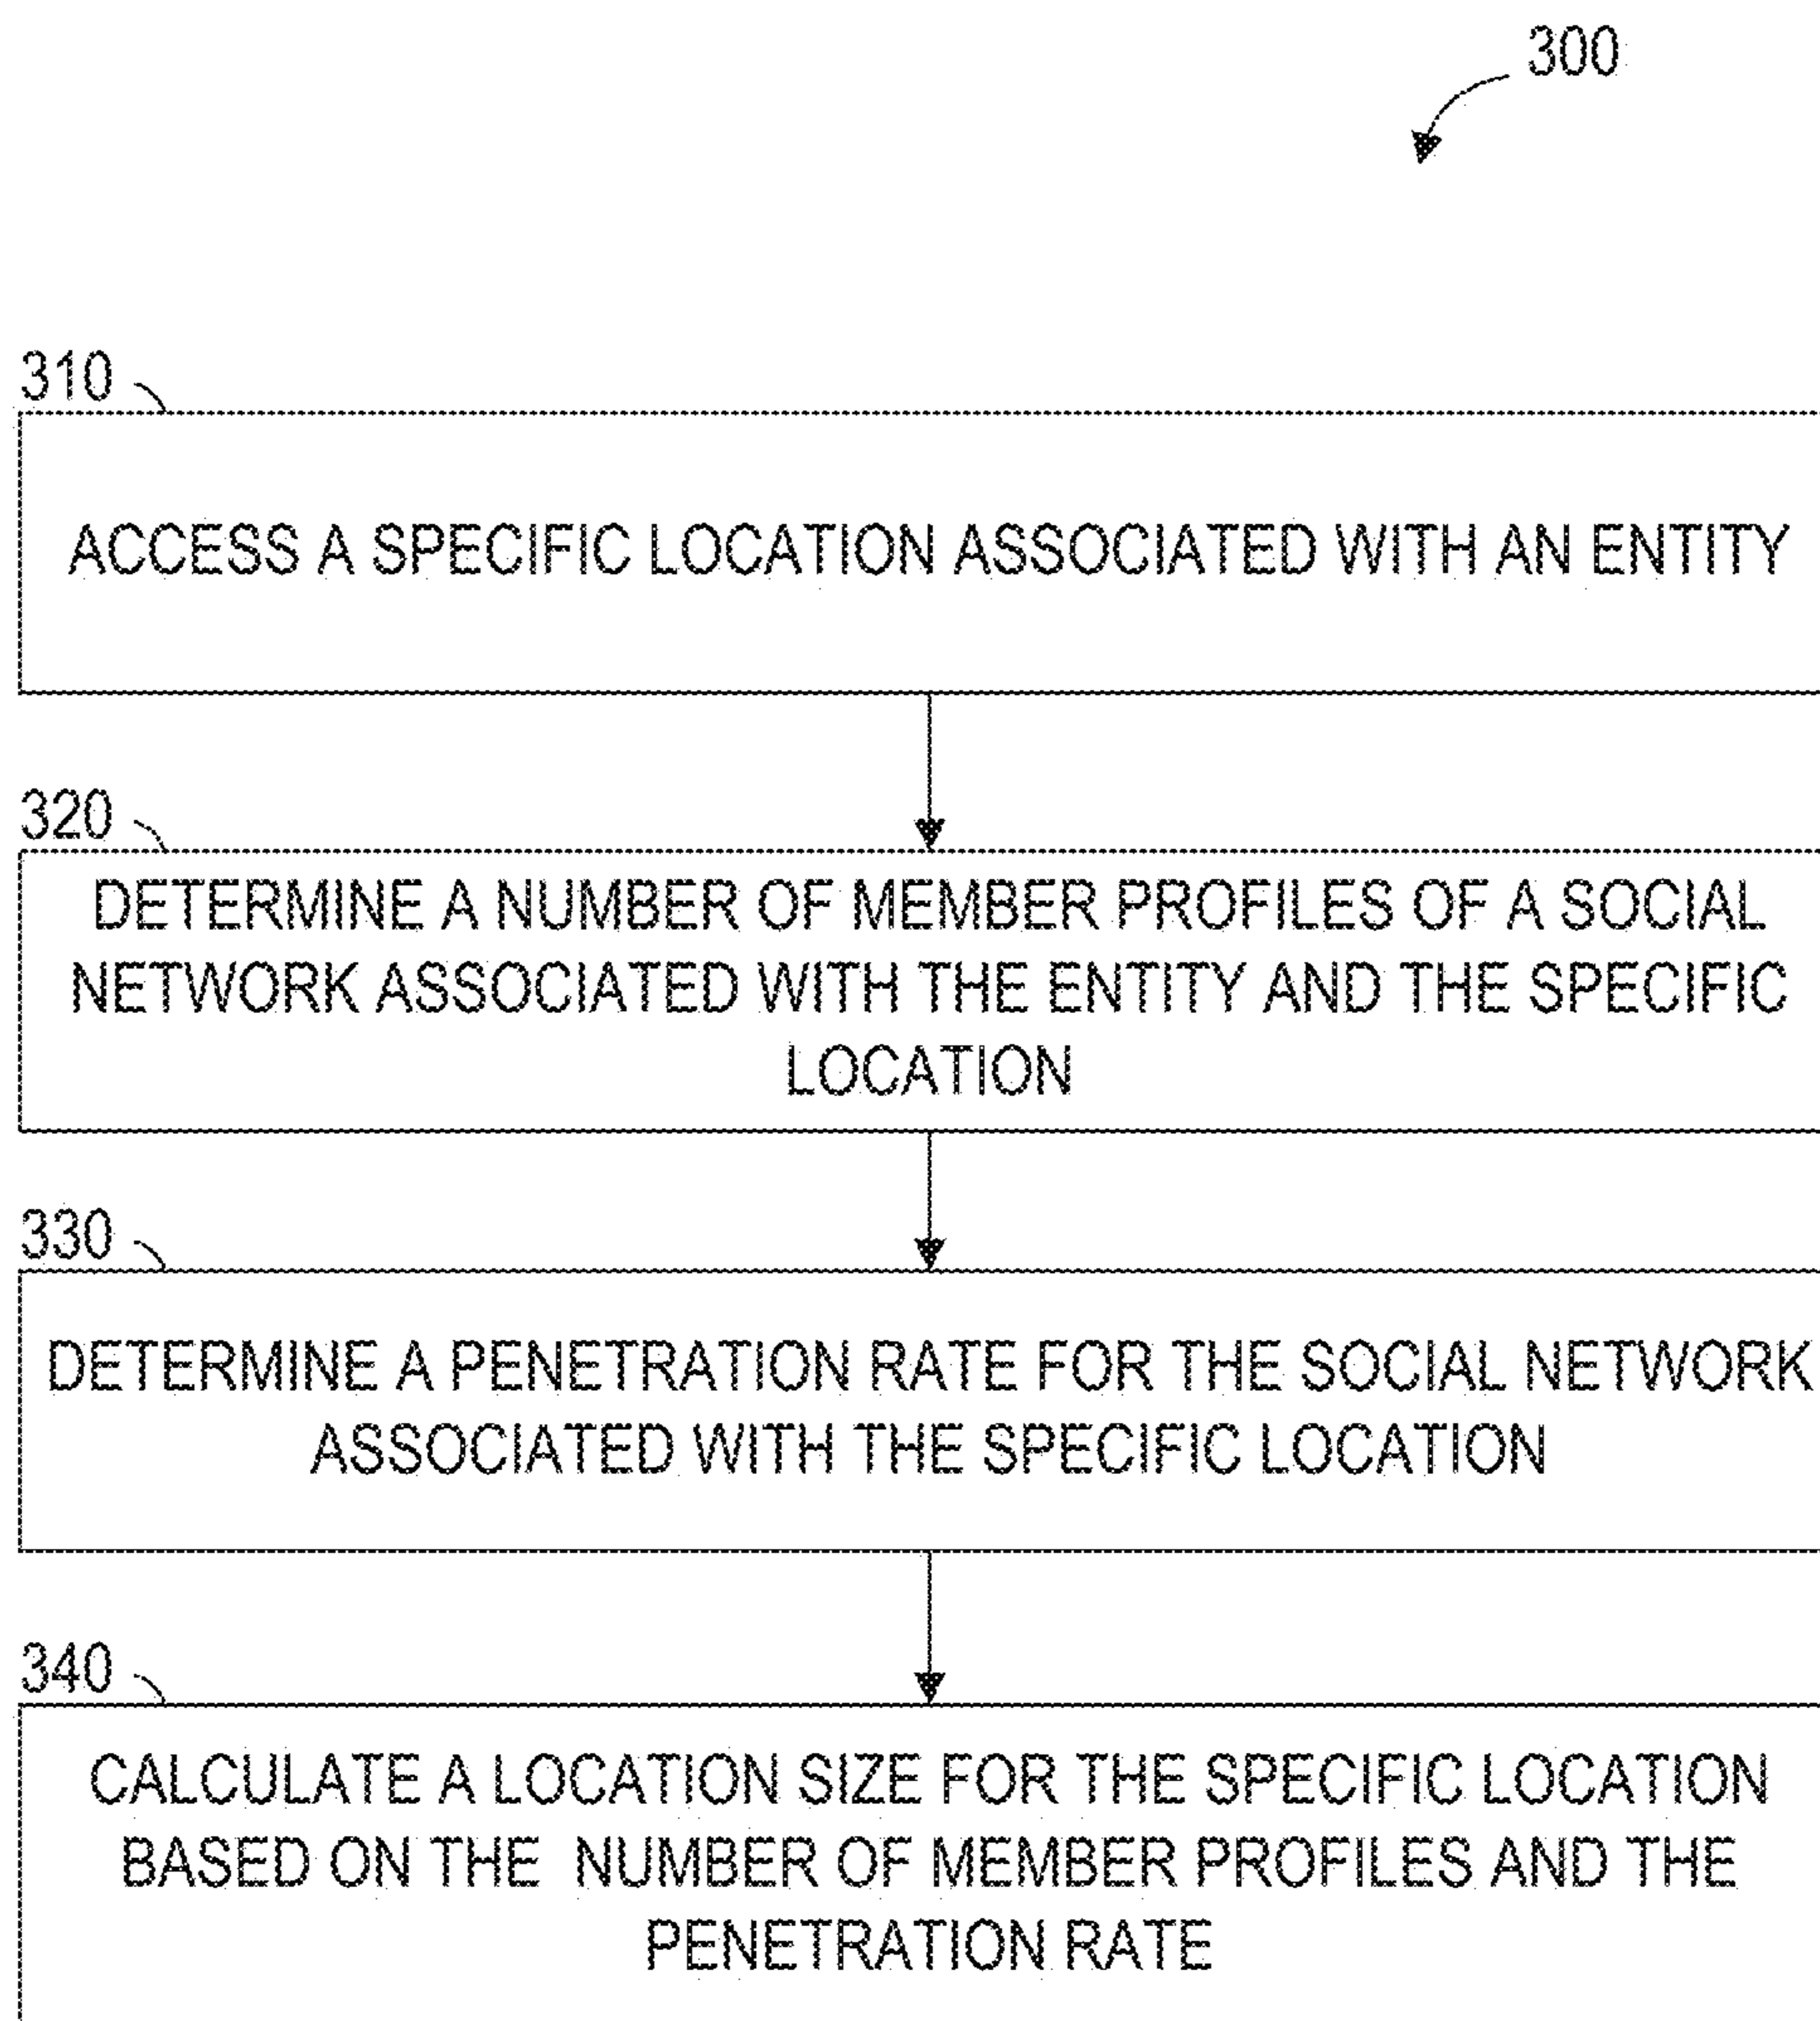 300
310
ACCESS A SPECIFIC LOCATION ASSOCIATED WITH AN ENTITY
320
DETERMINE A NUMBER OF MEMBER PROFILES OF A SOCIAL
NETWORK ASSOCIATED WITH THE ENTITY AND THE SPECIFIC
LOCATION
330
DETERMINE A PENETRATION RATE FOR THE SOCIAL NETWORK
ASSOCIATED WITH THE SPECIFIC LOCATION
340
CALCULATE A LOCATION SIZE FOR THE SPECIFIC LOCATION
BASED ON THE NUMBER OF MEMBER PROFILES AND THE
PENETRATION RATE